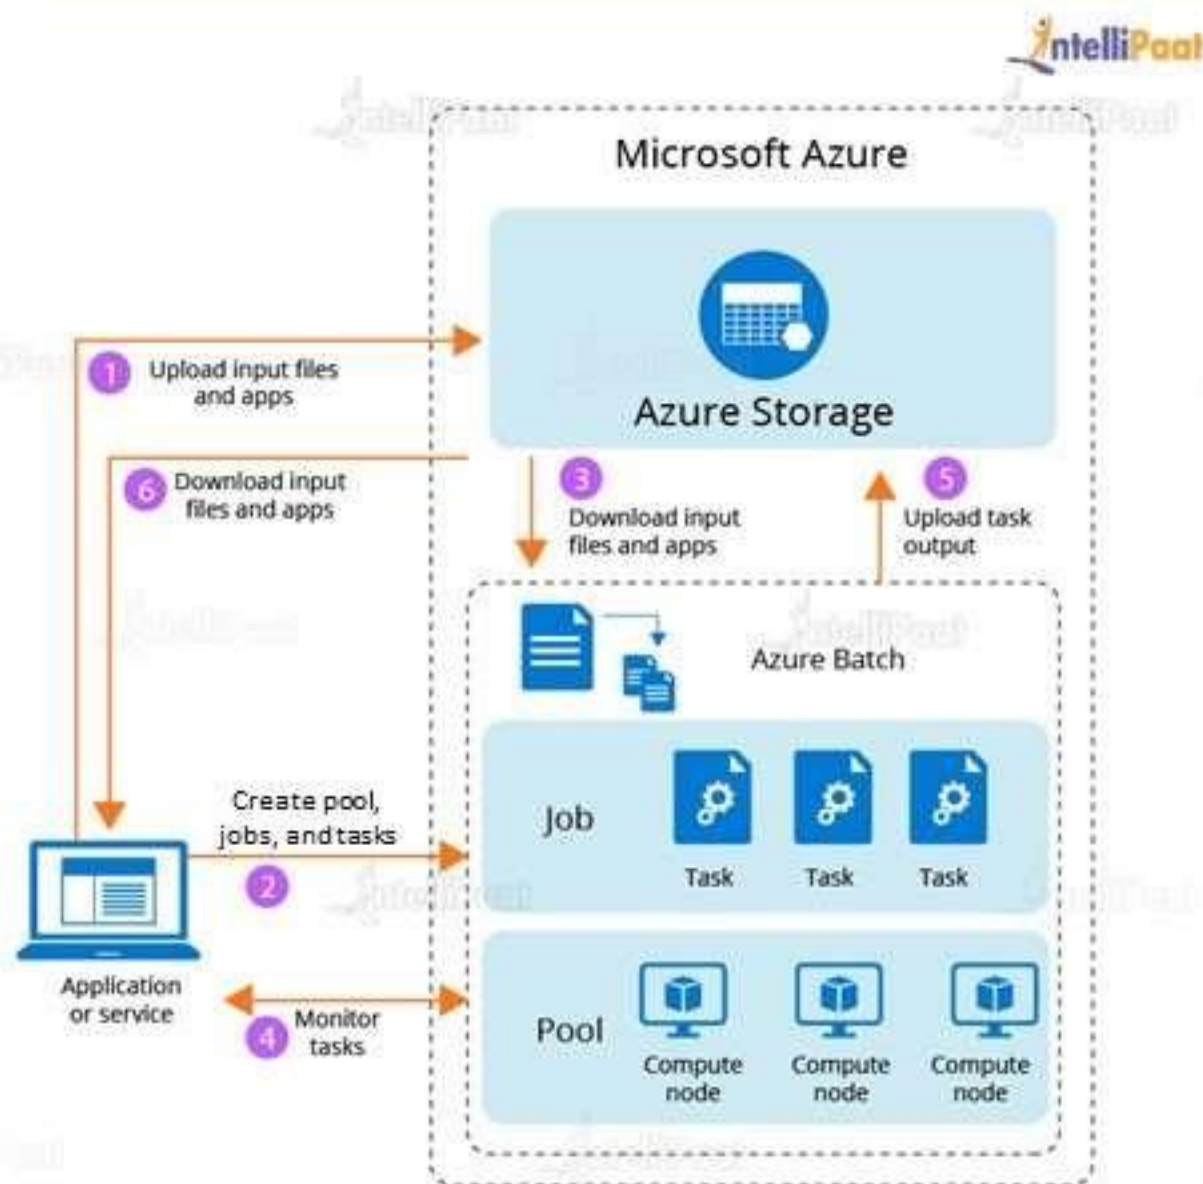 IntelliPaat
Microsoft Azure
Azure Storage
1
Upload input files
and apps
6
Download input
files and apps
3
Download input
files and apps
5
Upload task
output
Azure Batch
Create pool,
jobs, and tasks
2
Job
Task
Task
Task
Application
or service
4
Monitor
tasks
Pool
Compute
node
Compute
node
Compute
node